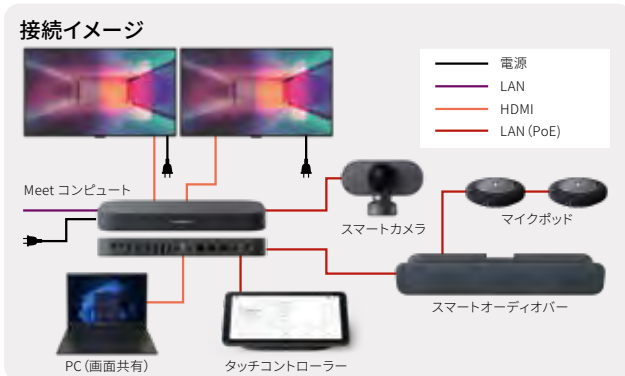 接続イメージ
電源
LAN
HDMI
LAN（PoE）
Meet コンピュート
スマートカメラ
マイクポッド
スマートオーディオバー
PC（画面共有）
タッチコントローラー